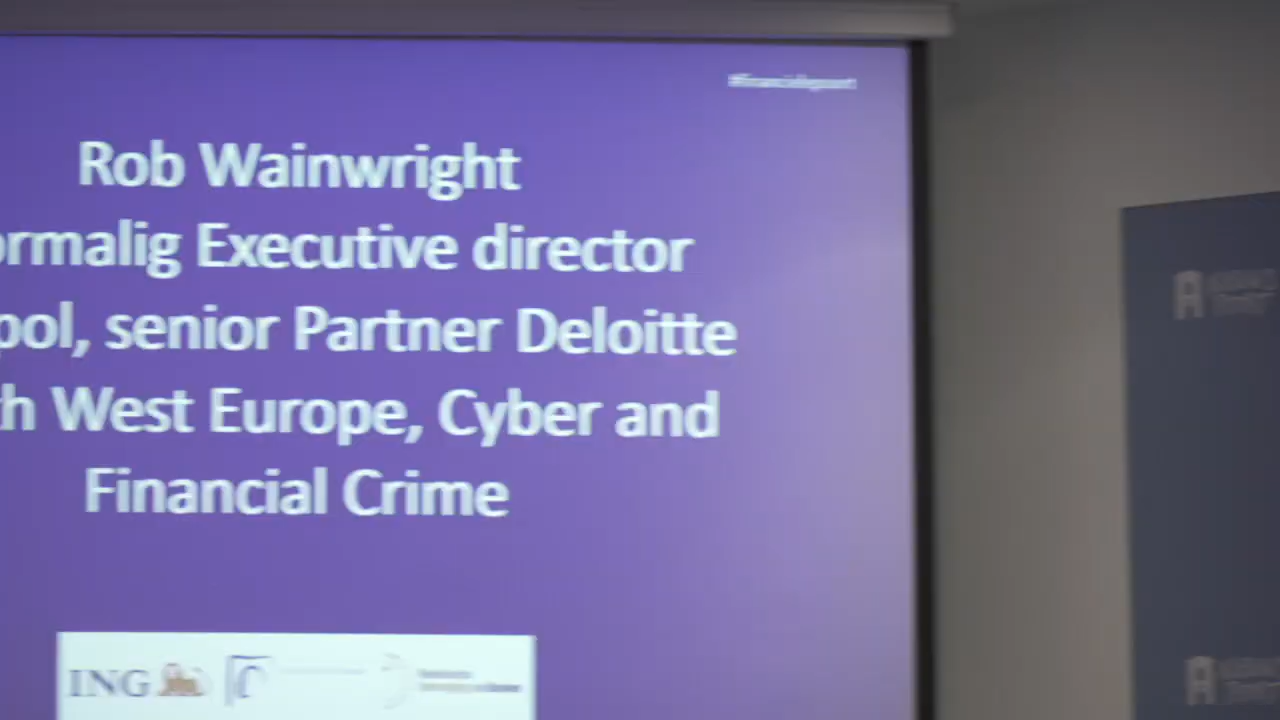 Rob Wainwright
ormalig Executive director
pol, senior Partner Deloitte
h West Europe, Cyber and
Financial Crime
ING